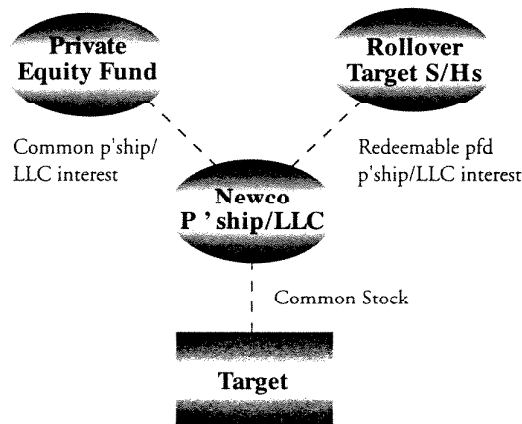 Private
Equity Fund
Rollover
Target S/Hs
Common p'ship/
LLC interest
Redeemable pfd
p'ship/LLC interest
Newco
P'ship/LLC
Common Stock
Target